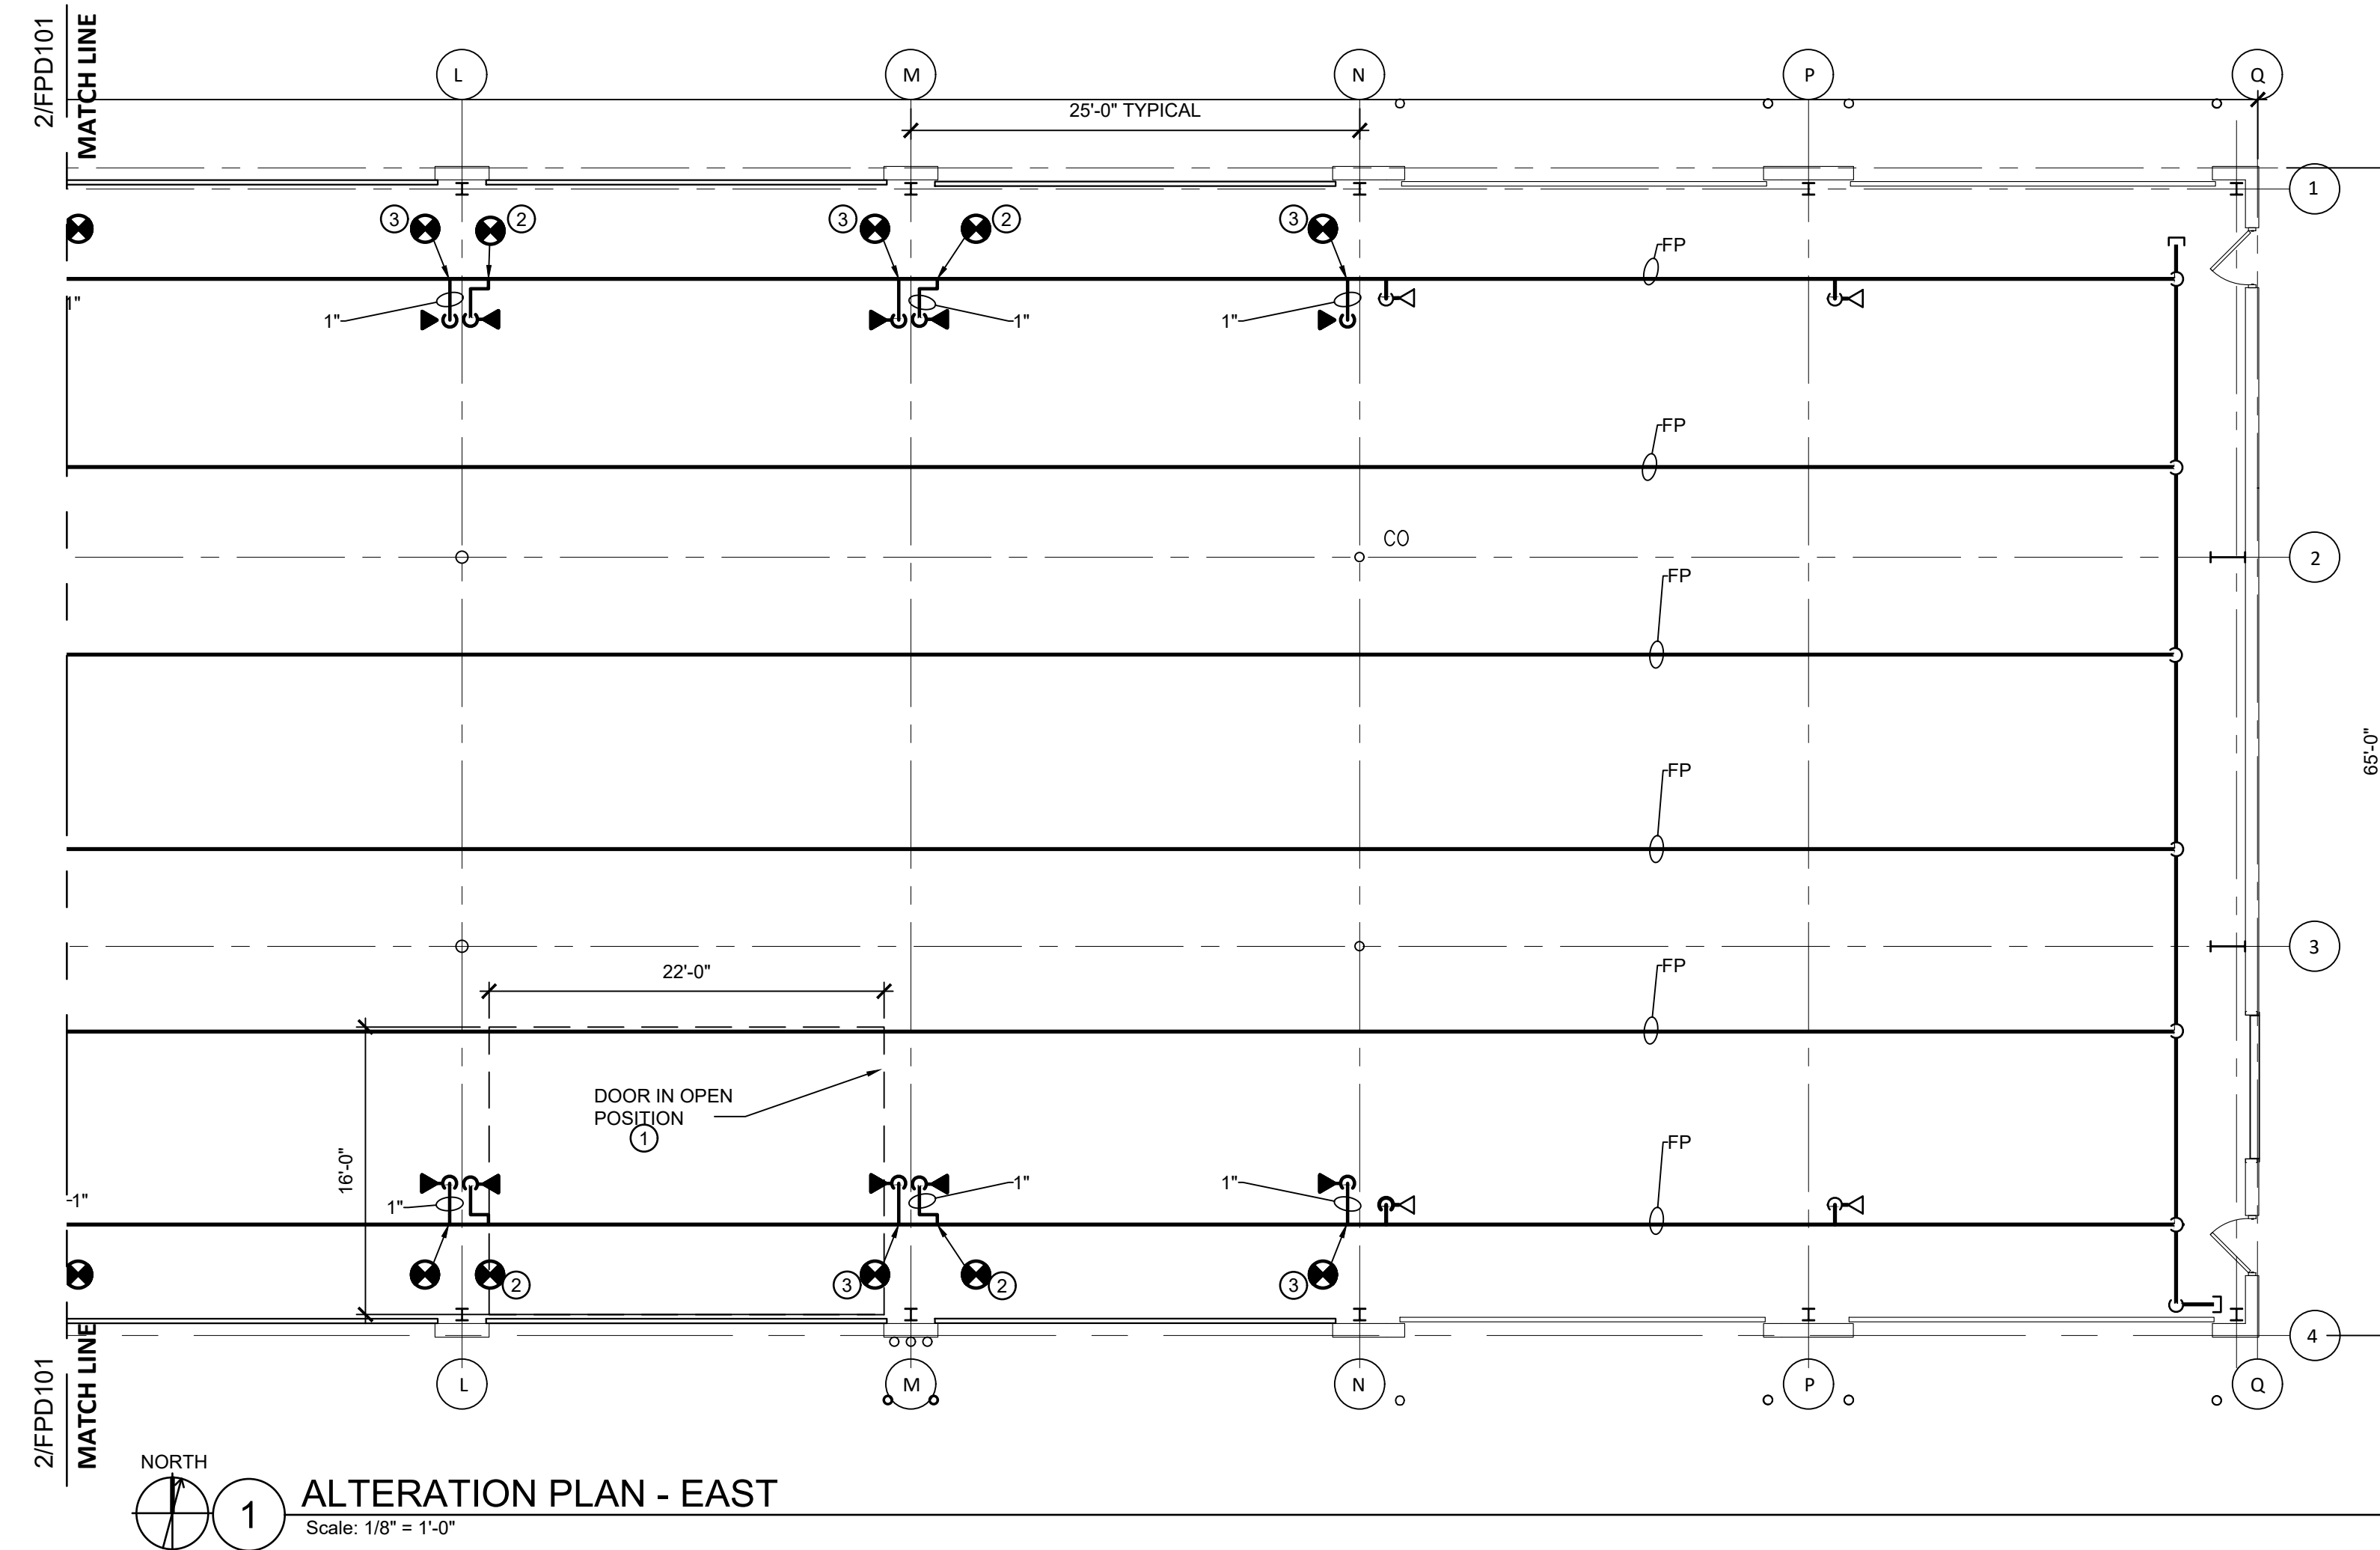 2/FPD101
MATCH LINE
L
M
N
P
Q
25'-0" TYPICAL
1
3
2
3
2
3
FP
1"
1"
1"
1"
FP
CO
2
FP
65'-0"
FP
3
22'-0"
FP
DOOR IN OPEN
POSITION
1
FP
16'-0"
1"
1"
1"
1"
2
3
2
3
4
2/FPD101
MATCH LINE
L
M
N
P
Q
NORTH
1
ALTERATION PLAN - EAST
Scale: 1/8" = 1'-0"